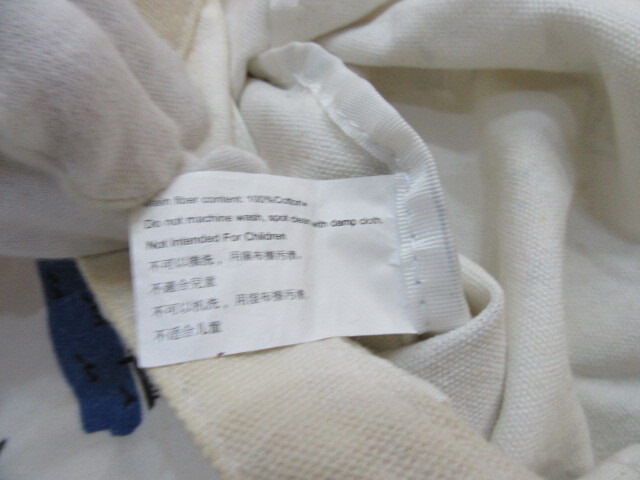 Item fiber content: 100%Cotton
Do not machine wash, spot clean with damp cloth.
Not Intended For Children
不可以機洗，用濕布擦污漬.
不適合兒童
不可以机洗，用湿布擦污渍.
不适合儿童